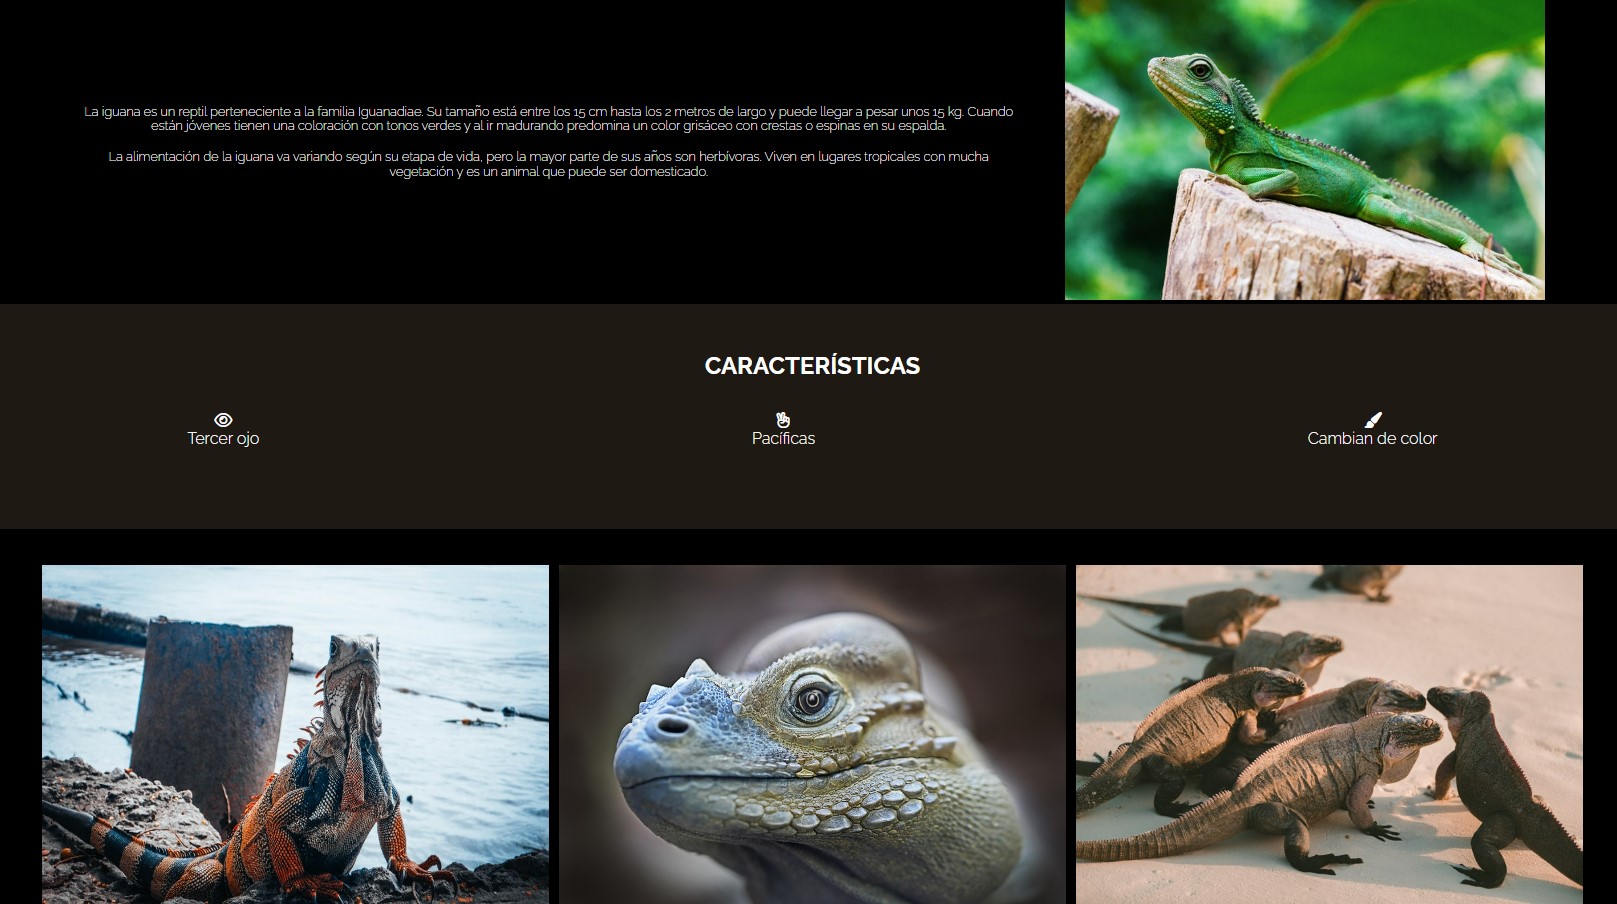 La iguana es un reptil perteneciente a la familia Iguanadiae. Su tamaño está entre los 15 cm hasta los 2 metros de largo y puede llegar a pesar unos 15 kg. Cuando
están jóvenes tienen una coloración con tonos verdes y al ir madurando predomina un color grisáceo con crestas o espinas en su espalda.
La alimentación de la iguana va variando según su etapa de vida, pero la mayor parte de sus años son herbívoras. Viven en lugares tropicales con mucha
vegetación y es un animal que puede ser domesticado.
CARACTERÍSTICAS
Tercer ojo
Pacíficas
Cambian de color